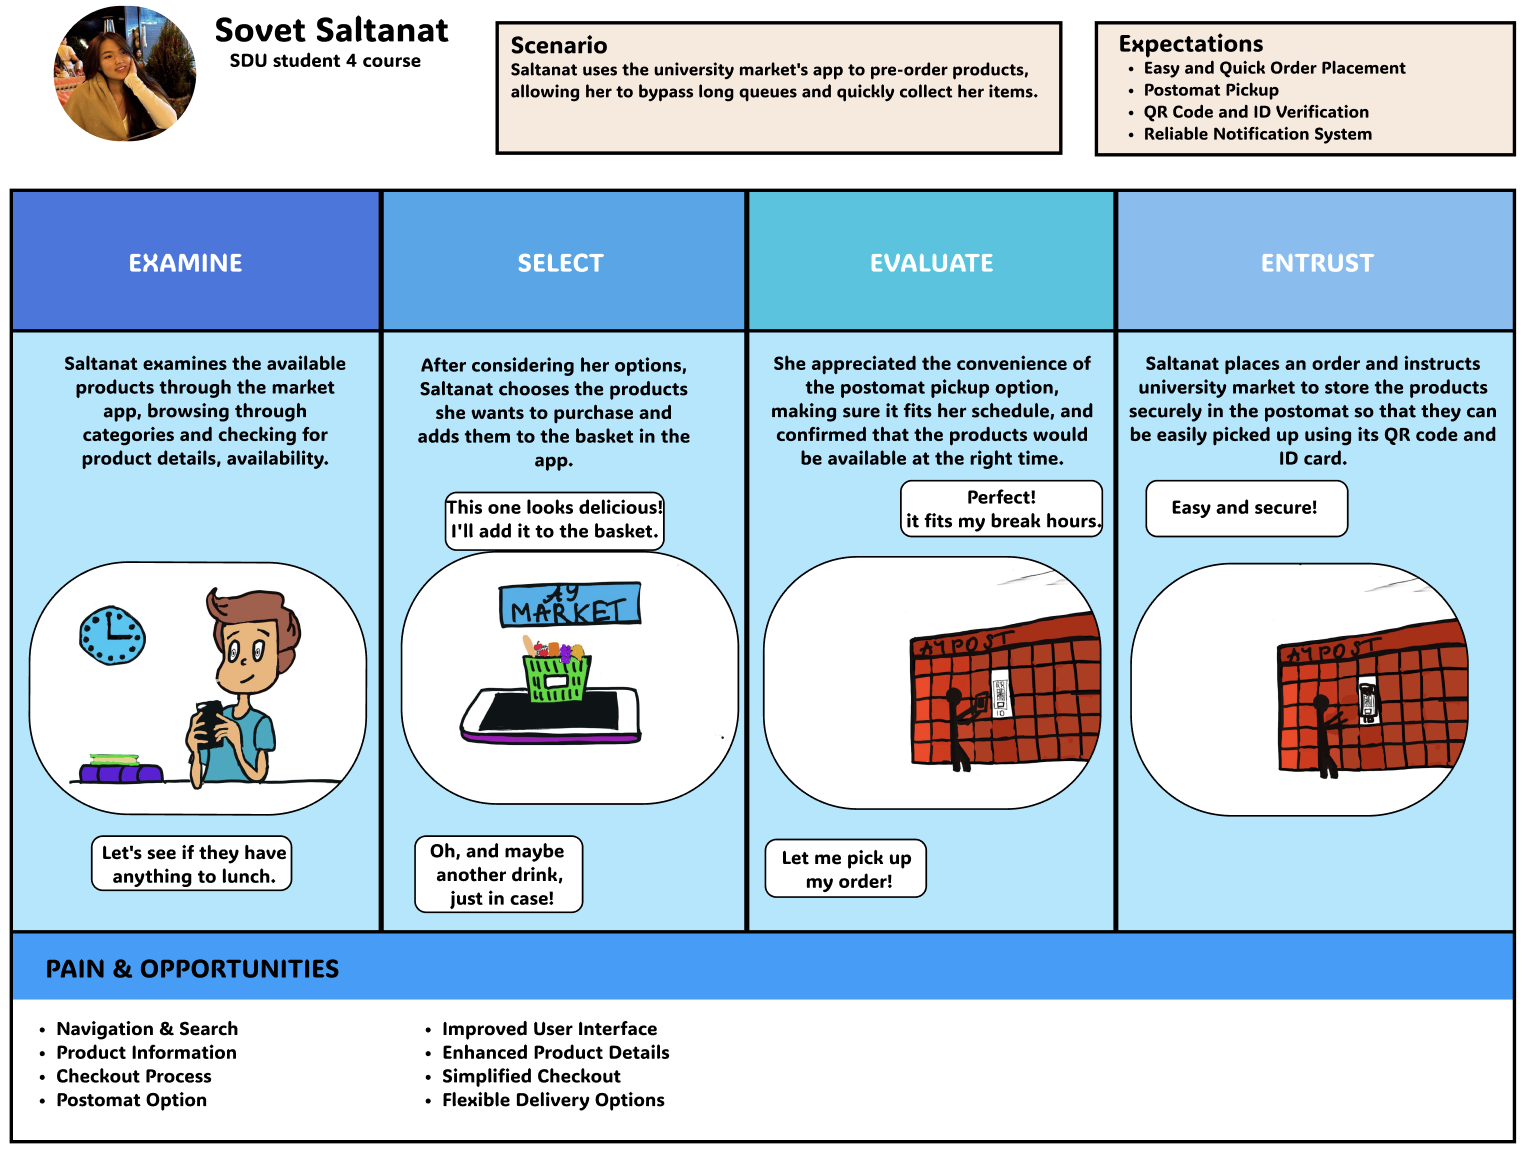 Sovet Saltanat
SDU student 4 course
Scenario
Saltanat uses the university market's app to pre-order products,
allowing her to bypass long queues and quickly collect her items.
Expectations
• Easy and Quick Order Placement
• Postomat Pickup
• QR Code and ID Verification
• Reliable Notification System
EXAMINE
SELECT
EVALUATE
ENTRUST
Saltanat examines the available
products through the market
app, browsing through
categories and checking for
product details, availability.
Let's see if they have
anything to lunch.
After considering her options,
Saltanat chooses the products
she wants to purchase and
adds them to the basket in the
app.
This one looks delicious!
I'll add it to the basket.
AY
MARKET
Oh, and maybe
another drink,
just in case!
She appreciated the convenience of
the postomat pickup option,
making sure it fits her schedule, and
confirmed that the products would
be available at the right time.
Perfect!
it fits my break hours.
AYPOST
ID
Let me pick up
my order!
Saltanat places an order and instructs
university market to store the products
securely in the postomat so that they can
be easily picked up using its QR code and
ID card.
Easy and secure!
AYPOST
PAIN & OPPORTUNITIES
• Navigation & Search
• Product Information
• Checkout Process
• Postomat Option
• Improved User Interface
• Enhanced Product Details
• Simplified Checkout
• Flexible Delivery Options